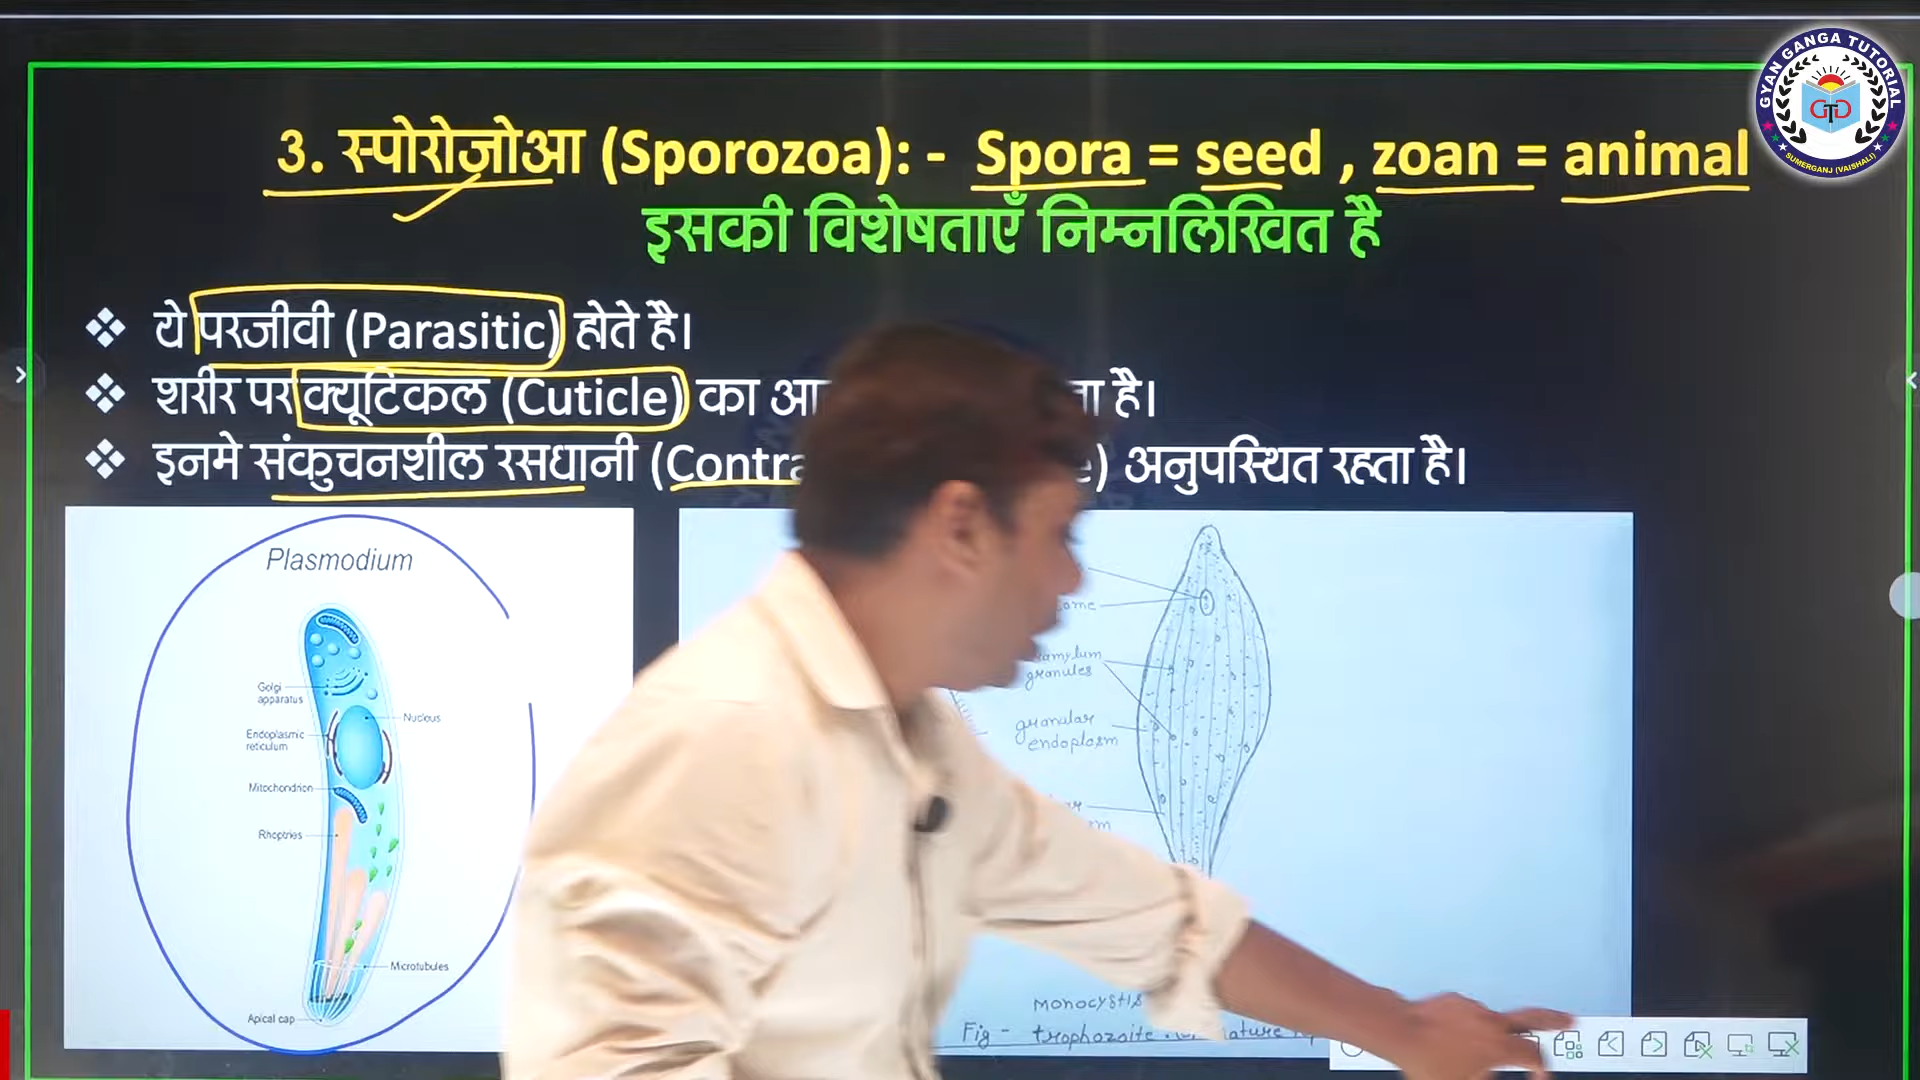 3. स्पोरोज़ोआ (Sporozoa): - Spora = seed , zoan = animal
इसकी विशेषताएँ निम्नलिखित है
❖ ये परजीवी (Parasitic) होते है।
❖ शरीर पर क्यूटिकल (Cuticle) का है।
❖ इनमे संकुचनशील रसधानी ( अनुपस्थित रहता है।
Plasmodium
Golgi
apparatus
Nucleus
Endoplasmic
reticulum
Mitochondrion
Rhoptries
Microtubules
Apical cap
granules
granular
endoplasm
Monocystis
Fig - trophozoite
GYAN GANGA TUTORIAL
GTD
SUMERGANJ (VAISHALI)